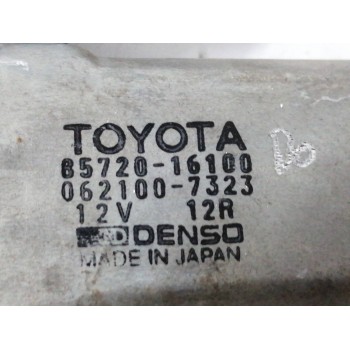 TOYOTA
85720-16100
062100-7323
12V 12R
DENSO
MADE IN JAPAN